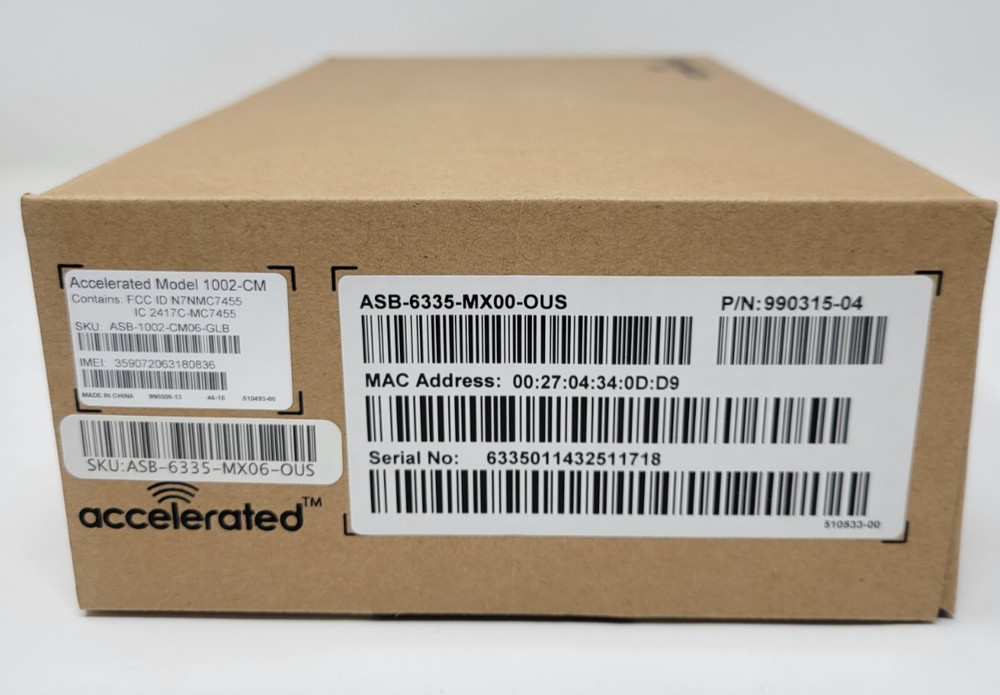 Accelerated Model 1002-CM
Contains: FCC ID N7NMC7455
IC 2417C-MC7455
SKU: ASB-1002-CM06-GLB
IMEI: 359072063180836
MADE IN CHINA 990309-13 -46-10 510493-00
SKU:ASB-6335-MX06-OUS
accelerated™
ASB-6335-MX00-OUS P/N:990315-04
MAC Address: 00:27:04:34:0D:D9
Serial No: 6335011432511718
510533-00